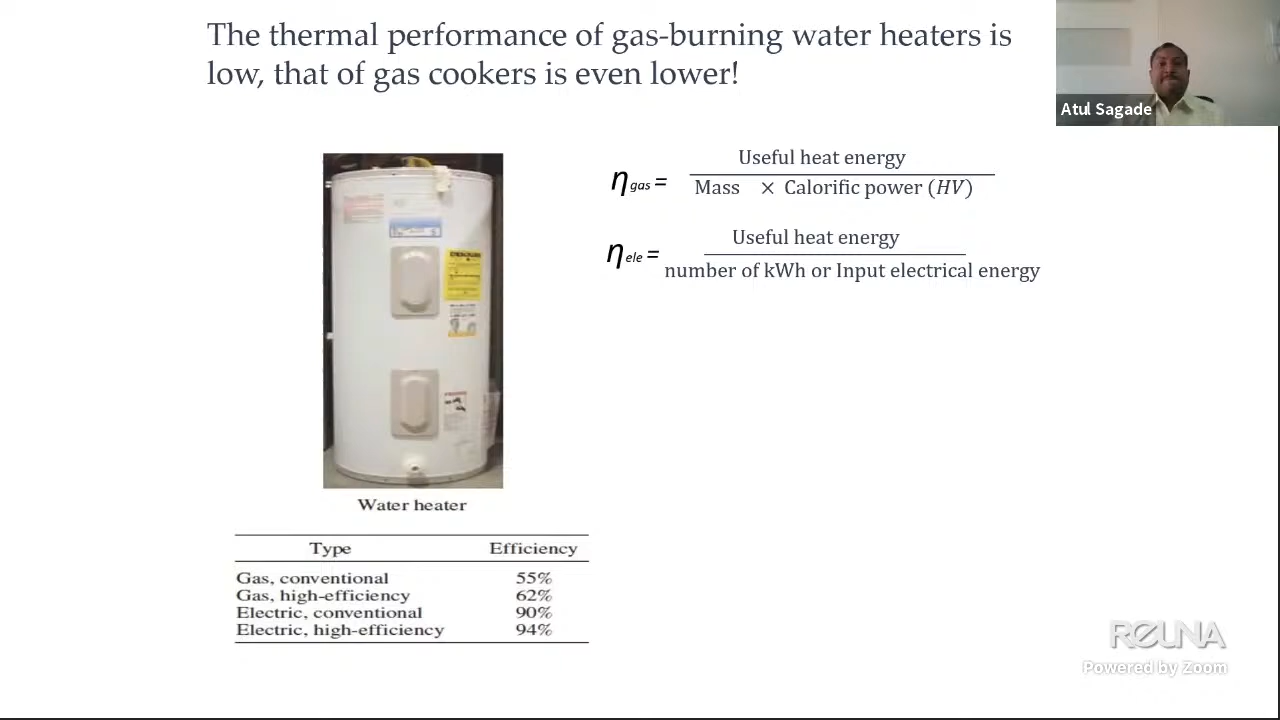 The thermal performance of gas-burning water heaters is
low, that of gas cookers is even lower!
Atul Sagade
η gas = Useful heat energy
Mass × Calorific power (HV)
η ele = Useful heat energy
number of kWh or Input electrical energy
Water heater
Type Efficiency
Gas, conventional 55%
Gas, high-efficiency 62%
Electric, conventional 90%
Electric, high-efficiency 94%
REUNA
Powered by Zoom